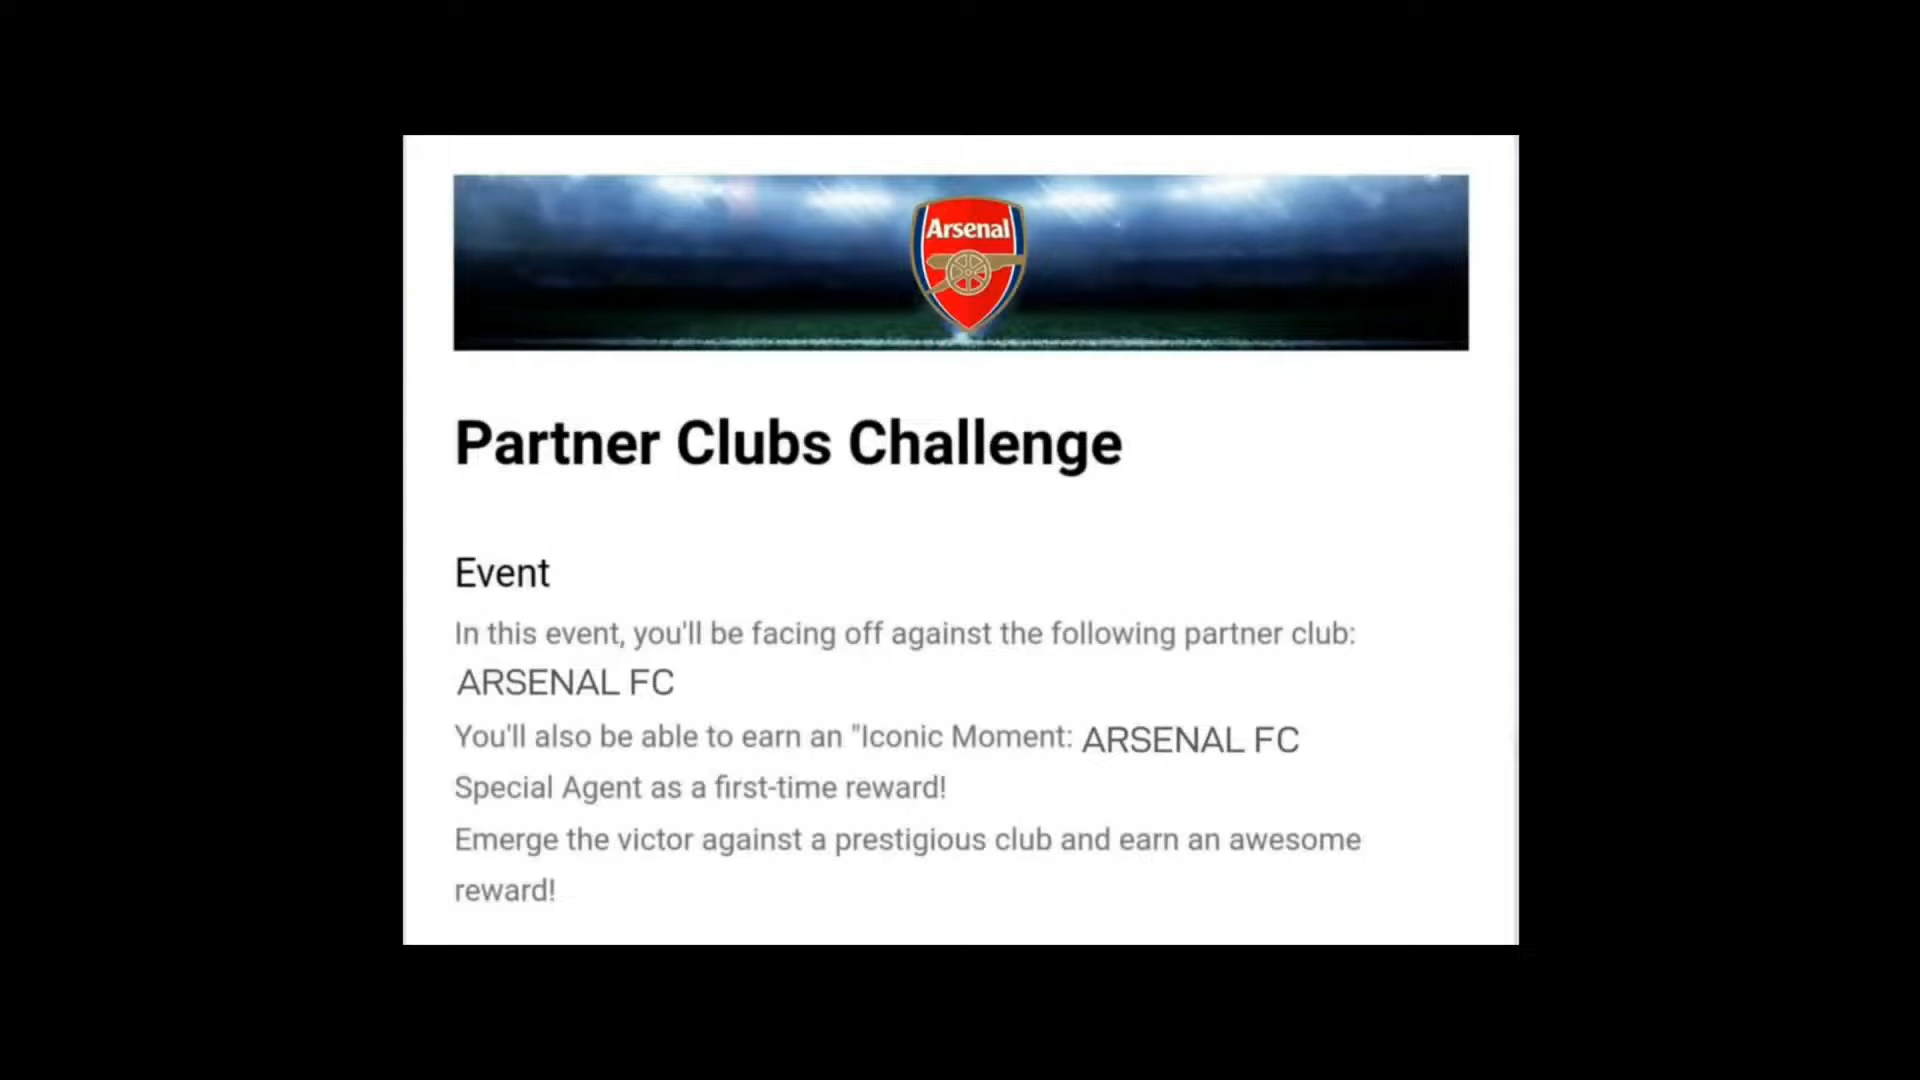 Arsenal
Partner Clubs Challenge
Event
In this event, you'll be facing off against the following partner club:
ARSENAL FC
You'll also be able to earn an "Iconic Moment: ARSENAL FC
Special Agent as a first-time reward!
Emerge the victor against a prestigious club and earn an awesome
reward!